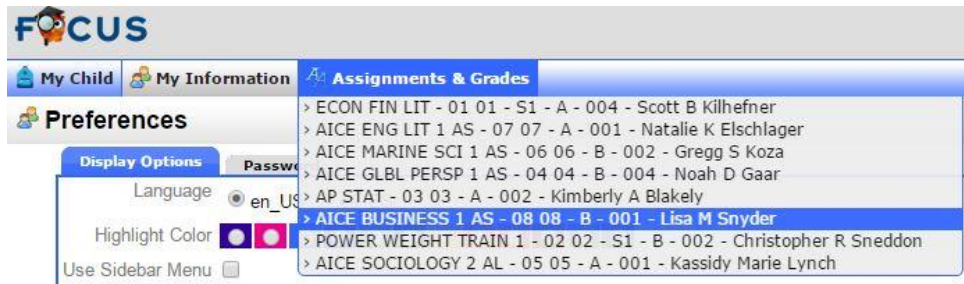 FOCUS
My Child My Information Assignments & Grades
Preferences
Display Options Passw
Language en_US
Highlight Color
Use Sidebar Menu
> ECON FIN LIT - 01 01 - S1 - A - 004 - Scott B Kilhefner
> AICE ENG LIT 1 AS - 07 07 - A - 001 - Natalie K Elschlager
> AICE MARINE SCI 1 AS - 06 06 - B - 002 - Gregg S Koza
> AICE GLBL PERSP 1 AS - 04 04 - B - 004 - Noah D Gaar
> AP STAT - 03 03 - A - 002 - Kimberly A Blakely
> AICE BUSINESS 1 AS - 08 08 - B - 001 - Lisa M Snyder
> POWER WEIGHT TRAIN 1 - 02 02 - S1 - B - 002 - Christopher R Sneddon
> AICE SOCIOLOGY 2 AL - 05 05 - A - 001 - Kassidy Marie Lynch